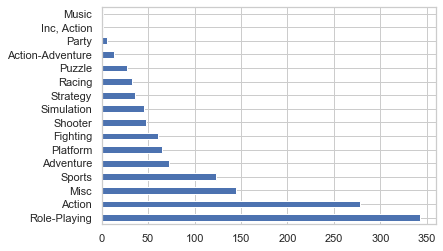 Music
Inc, Action
Party
Action-Adventure
Puzzle
Racing
Strategy
Simulation
Shooter
Fighting
Platform
Adventure
Sports
Misc
Action
Role-Playing
0 50 100 150 200 250 300 350